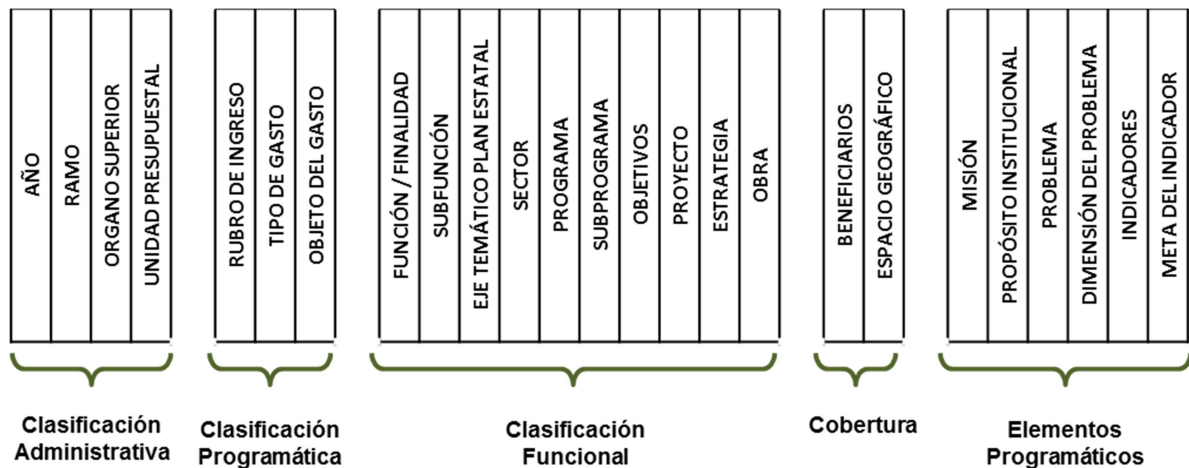 AÑO
RAMO
ORGANO SUPERIOR
UNIDAD PRESUPUESTAL
RUBRO DE INGRESO
TIPO DE GASTO
OBJETO DEL GASTO
FUNCIÓN / FINALIDAD
SUBFUNCIÓN
EJE TEMÁTICO PLAN ESTATAL
SECTOR
PROGRAMA
SUBPROGRAMA
OBJETIVOS
PROYECTO
ESTRATEGIA
OBRA
BENEFICIARIOS
ESPACIO GEOGRÁFICO
MISIÓN
PROPÓSITO INSTITUCIONAL
PROBLEMA
DIMENSIÓN DEL PROBLEMA
INDICADORES
META DEL INDICADOR
Clasificación
Administrativa
Clasificación
Programática
Clasificación
Funcional
Cobertura
Elementos
Programáticos